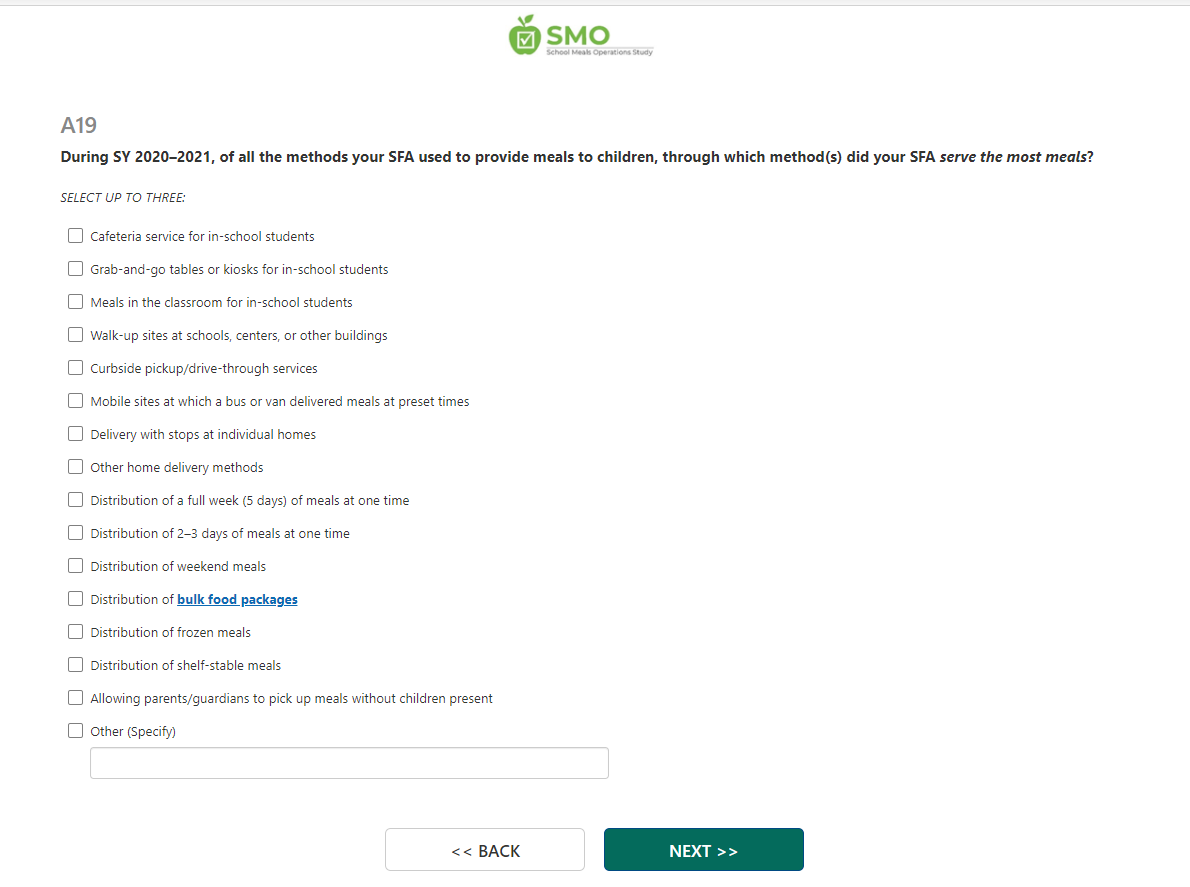 SMO
School Meals Operations Study
A19
During SY 2020–2021, of all the methods your SFA used to provide meals to children, through which method(s) did your SFA serve the most meals?
SELECT UP TO THREE:
Cafeteria service for in-school students
Grab-and-go tables or kiosks for in-school students
Meals in the classroom for in-school students
Walk-up sites at schools, centers, or other buildings
Curbside pickup/drive-through services
Mobile sites at which a bus or van delivered meals at preset times
Delivery with stops at individual homes
Other home delivery methods
Distribution of a full week (5 days) of meals at one time
Distribution of 2–3 days of meals at one time
Distribution of weekend meals
Distribution of bulk food packages
Distribution of frozen meals
Distribution of shelf-stable meals
Allowing parents/guardians to pick up meals without children present
Other (Specify)
<< BACK
NEXT >>